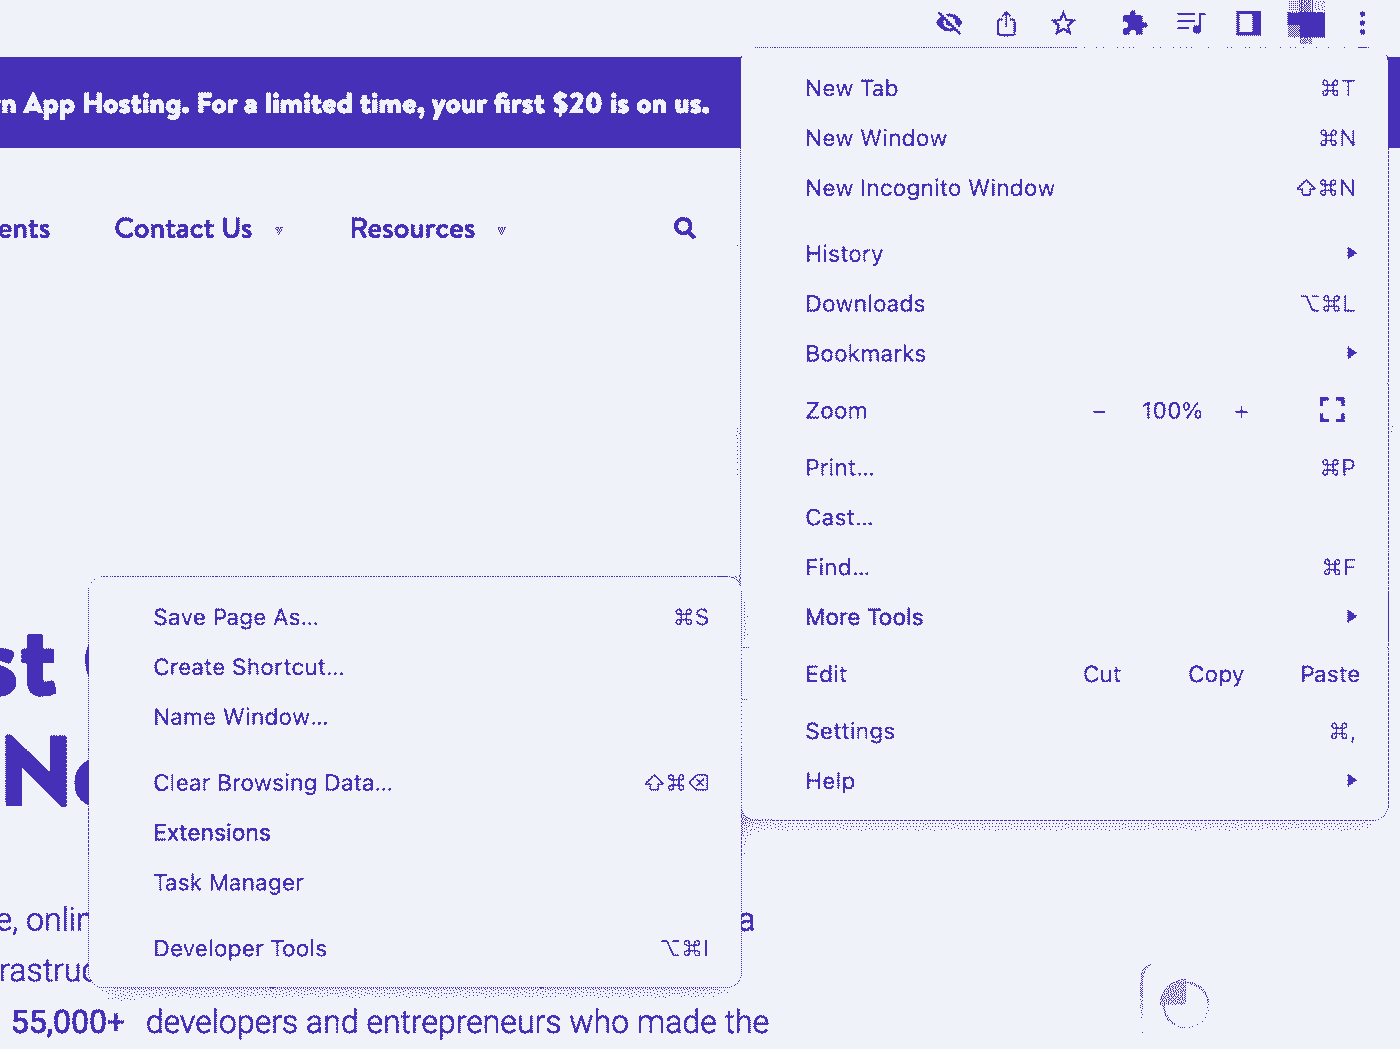 n App Hosting. For a limited time, your first $20 is on us.
ents Contact Us Resources
New Tab ⌘T
New Window ⌘N
New Incognito Window ⇧⌘N
History
Downloads ⌥⌘L
Bookmarks
Zoom − 100% +
Print... ⌘P
Cast...
Find... ⌘F
More Tools
Edit Cut Copy Paste
Settings ⌘,
Help
Save Page As... ⌘S
Create Shortcut...
Name Window...
Clear Browsing Data... ⇧⌘⌫
Extensions
Task Manager
Developer Tools ⌥⌘I
st
N
e, onlin a
rastruc
55,000+ developers and entrepreneurs who made the